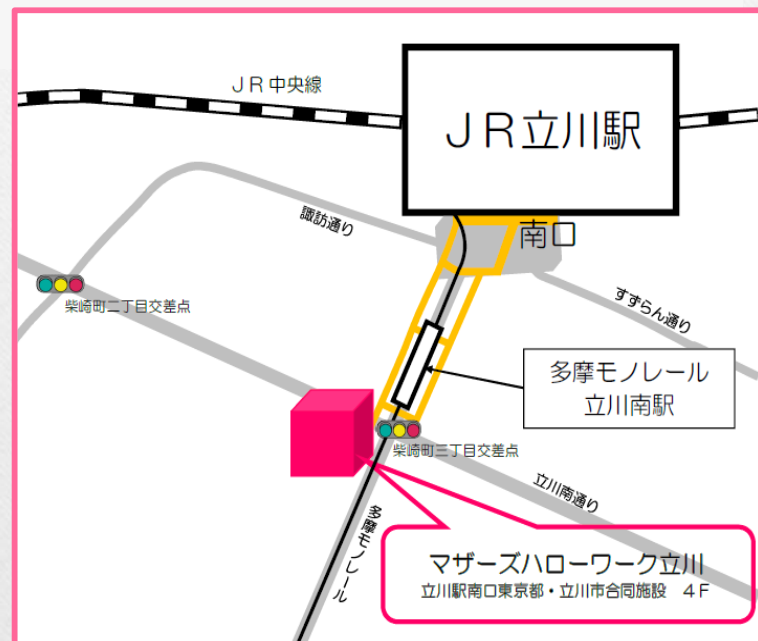 JR中央線
JR立川駅
南口
諏訪通り
すずらん通り
柴崎町二丁目交差点
多摩モノレール
立川南駅
柴崎町三丁目交差点
立川南通り
多摩モノレール
マザーズハローワーク立川
立川駅南口東京都・立川市合同施設　4F